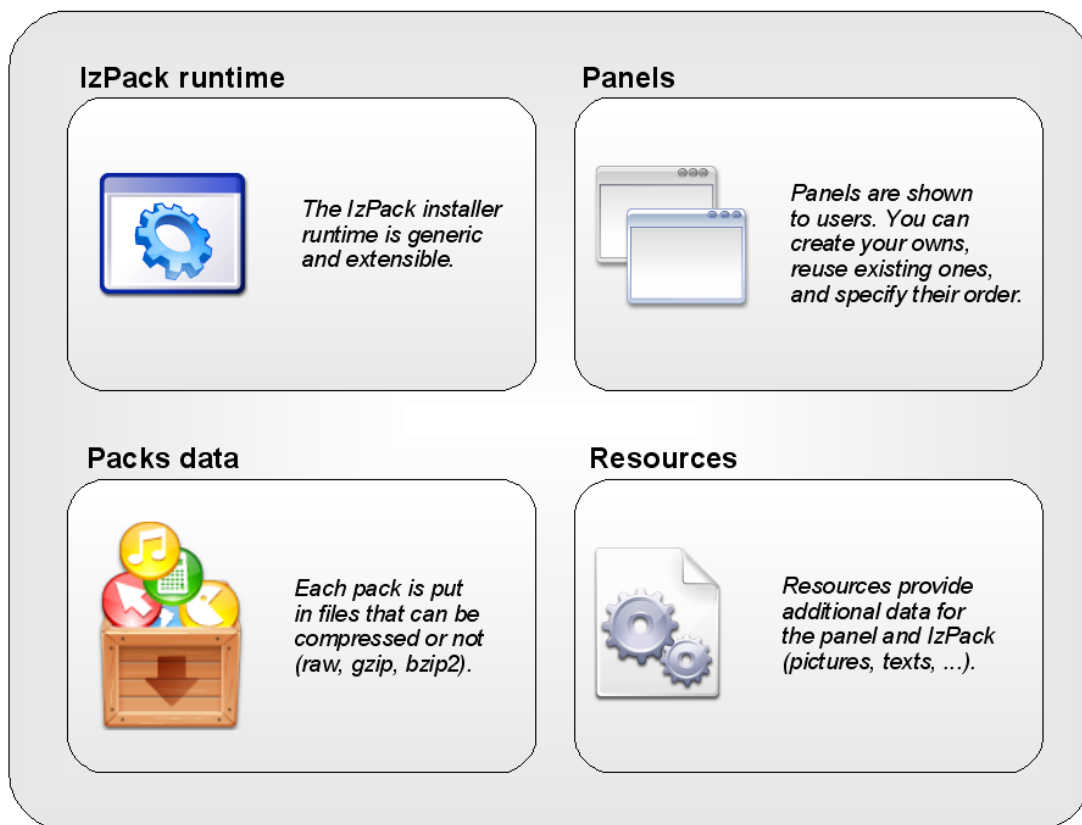 IzPack runtime
The IzPack installer
runtime is generic
and extensible.
Panels
Panels are shown
to users. You can
create your owns,
reuse existing ones,
and specify their order.
Packs data
Each pack is put
in files that can be
compressed or not
(raw, gzip, bzip2).
Resources
Resources provide
additional data for
the panel and IzPack
(pictures, texts, ...).